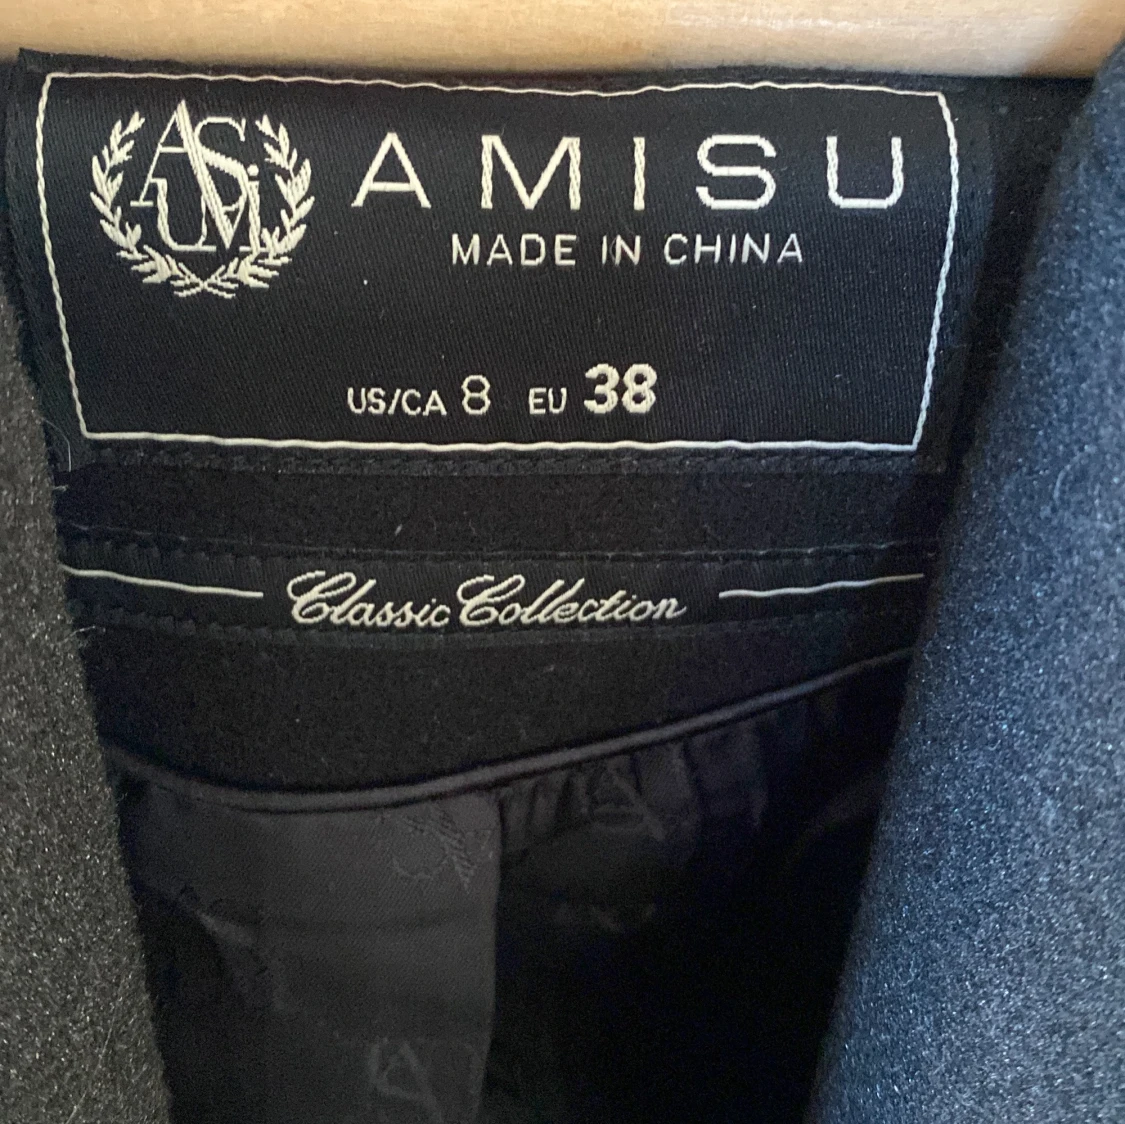 AMISU
MADE IN CHINA
US/CA 8 EU 38
Classic Collection